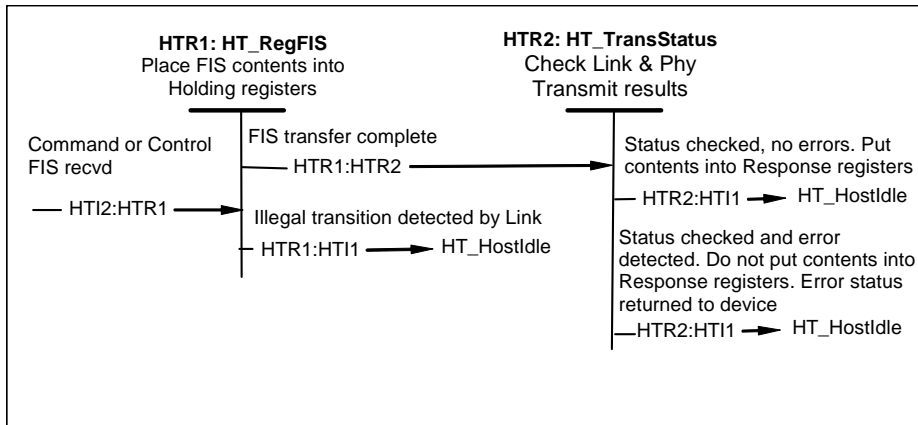 HTR1: HT_RegFIS
Place FIS contents into
Holding registers
HTR2: HT_TransStatus
Check Link & Phy
Transmit results
Command or Control
FIS recvd
HTI2:HTR1
FIS transfer complete
HTR1:HTR2
Illegal transition detected by Link
HTR1:HTI1
HT_HostIdle
Status checked, no errors. Put
contents into Response registers
HTR2:HTI1
HT_HostIdle
Status checked and error
detected. Do not put contents into
Response registers. Error status
returned to device
HTR2:HTI1
HT_HostIdle